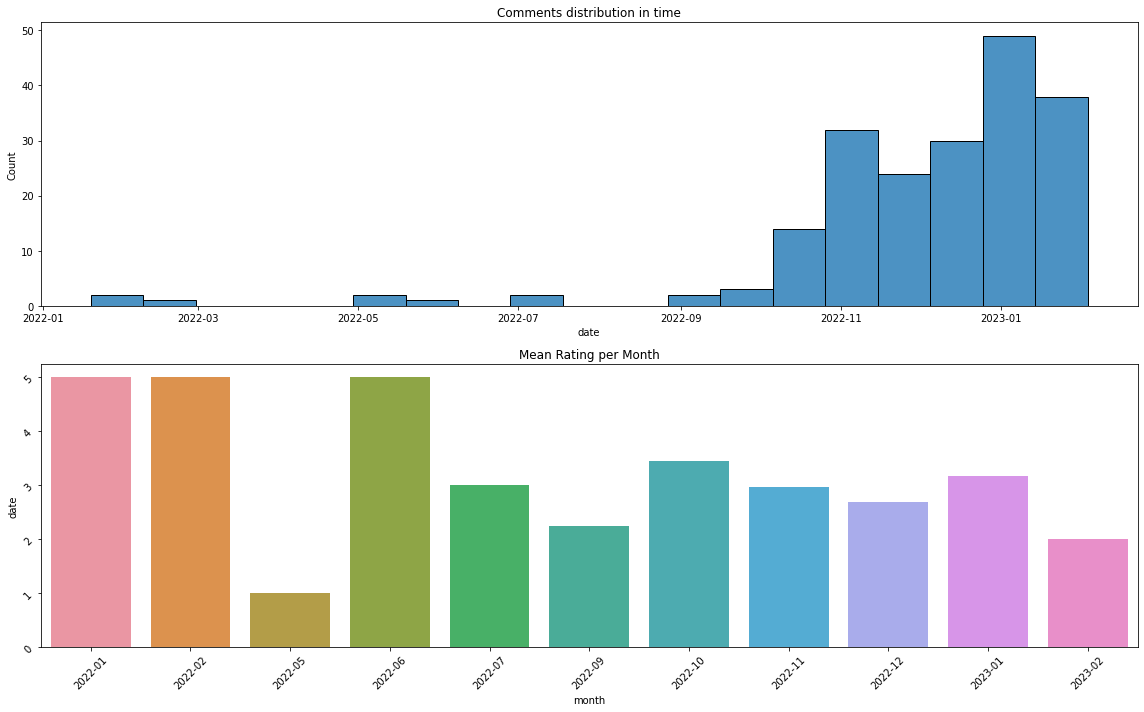 Comments distribution in time
50
40
30
20
10
0
Count
2022-01 2022-03 2022-05 2022-07 2022-09 2022-11 2023-01
date
Mean Rating per Month
5
4
3
2
1
0
date
2022-01 2022-02 2022-05 2022-06 2022-07 2022-09 2022-10 2022-11 2022-12 2023-01 2023-02
month